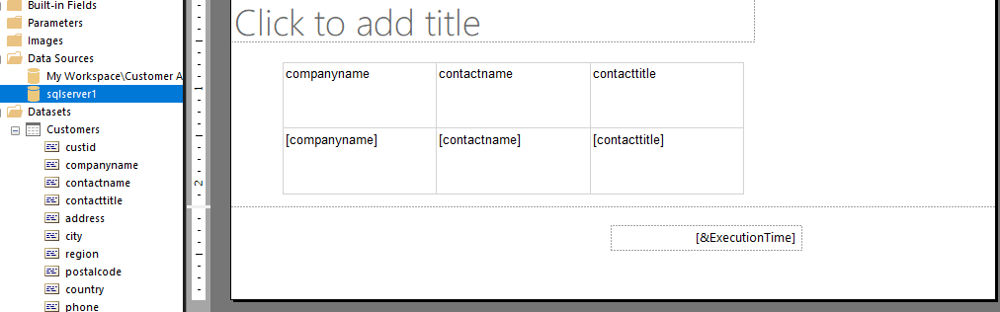 Built-in Fields
Parameters
Images
Data Sources
My Workspace\Customer A
sqlserver1
Datasets
Customers
custid
companyname
contactname
contacttitle
address
city
region
postalcode
country
phone
1
2
Click to add title
companyname contactname contacttitle
[companyname] [contactname] [contacttitle]
[&ExecutionTime]